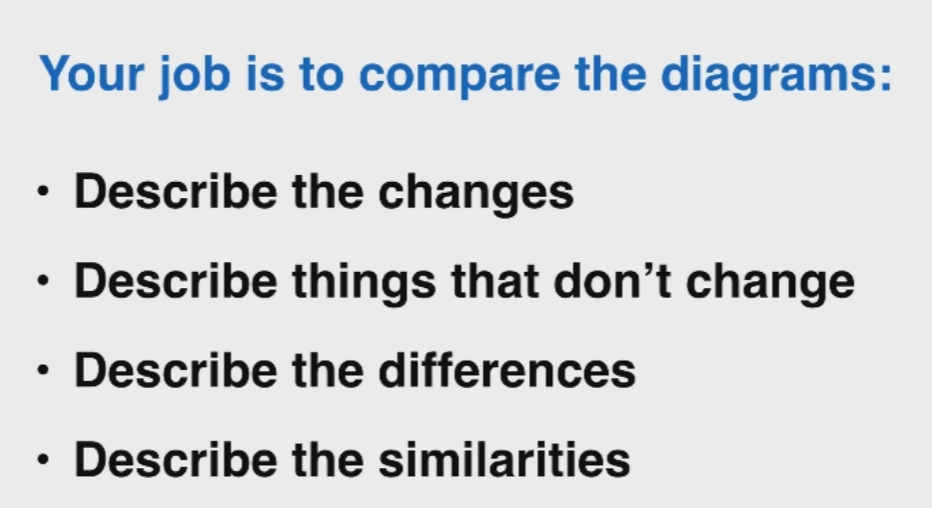 Your job is to compare the diagrams:
• Describe the changes
• Describe things that don’t change
• Describe the differences
• Describe the similarities